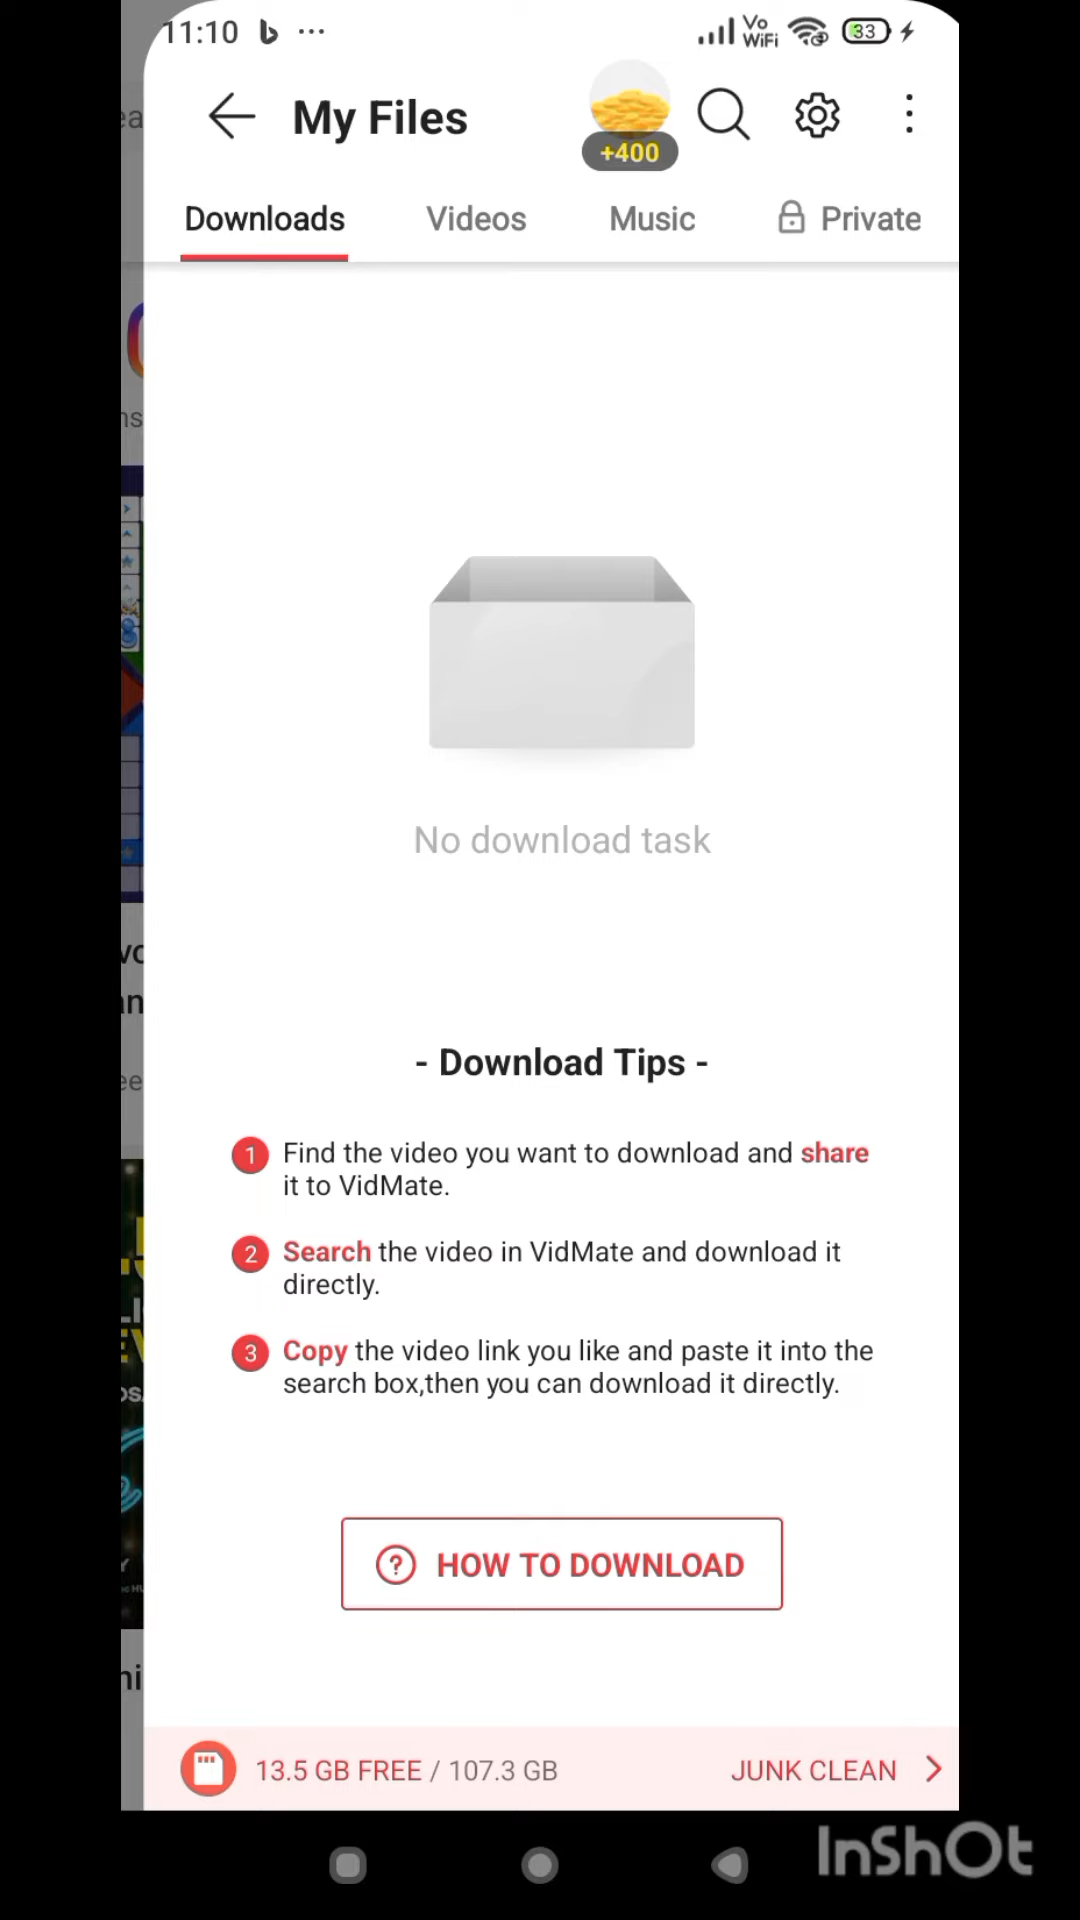 11:10
Vo
WiFi
33
My Files
+400
Downloads
Videos
Music
Private
No download task
- Download Tips -
1 Find the video you want to download and share
it to VidMate.
2 Search the video in VidMate and download it
directly.
3 Copy the video link you like and paste it into the
search box,then you can download it directly.
? HOW TO DOWNLOAD
13.5 GB FREE / 107.3 GB
JUNK CLEAN
InShOt